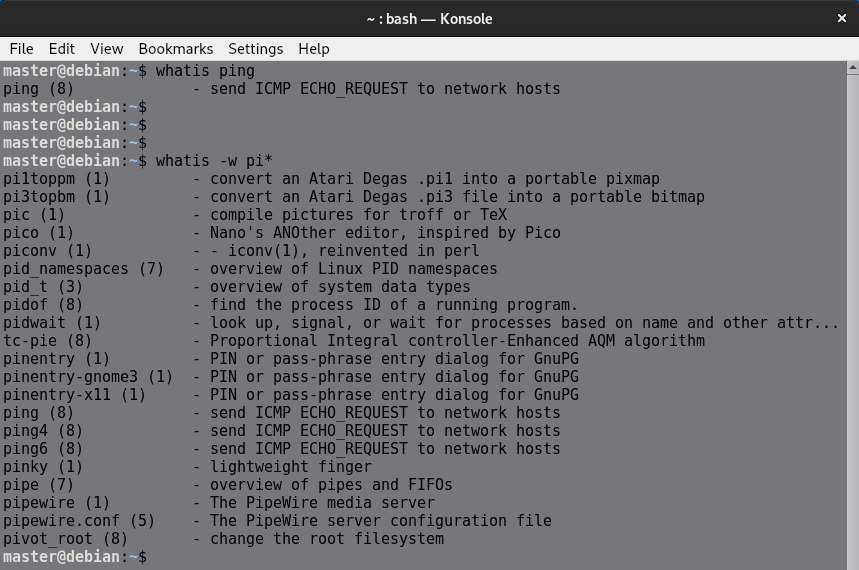 ~ : bash — Konsole
File Edit View Bookmarks Settings Help
master@debian:~$ whatis ping
ping (8)             - send ICMP ECHO_REQUEST to network hosts
master@debian:~$
master@debian:~$
master@debian:~$
master@debian:~$ whatis -w pi*
pi1toppm (1)         - convert an Atari Degas .pi1 into a portable pixmap
pi3topbm (1)         - convert an Atari Degas .pi3 file into a portable bitmap
pic (1)              - compile pictures for troff or TeX
pico (1)             - Nano's ANOther editor, inspired by Pico
piconv (1)           - - iconv(1), reinvented in perl
pid_namespaces (7)   - overview of Linux PID namespaces
pid_t (3)            - overview of system data types
pidof (8)            - find the process ID of a running program.
pidwait (1)          - look up, signal, or wait for processes based on name and other attr...
tc-pie (8)           - Proportional Integral controller-Enhanced AQM algorithm
pinentry (1)         - PIN or pass-phrase entry dialog for GnuPG
pinentry-gnome3 (1)  - PIN or pass-phrase entry dialog for GnuPG
pinentry-x11 (1)     - PIN or pass-phrase entry dialog for GnuPG
ping (8)             - send ICMP ECHO_REQUEST to network hosts
ping4 (8)            - send ICMP ECHO_REQUEST to network hosts
ping6 (8)            - send ICMP ECHO_REQUEST to network hosts
pinky (1)            - lightweight finger
pipe (7)             - overview of pipes and FIFOs
pipewire (1)         - The PipeWire media server
pipewire.conf (5)    - The PipeWire server configuration file
pivot_root (8)       - change the root filesystem
master@debian:~$